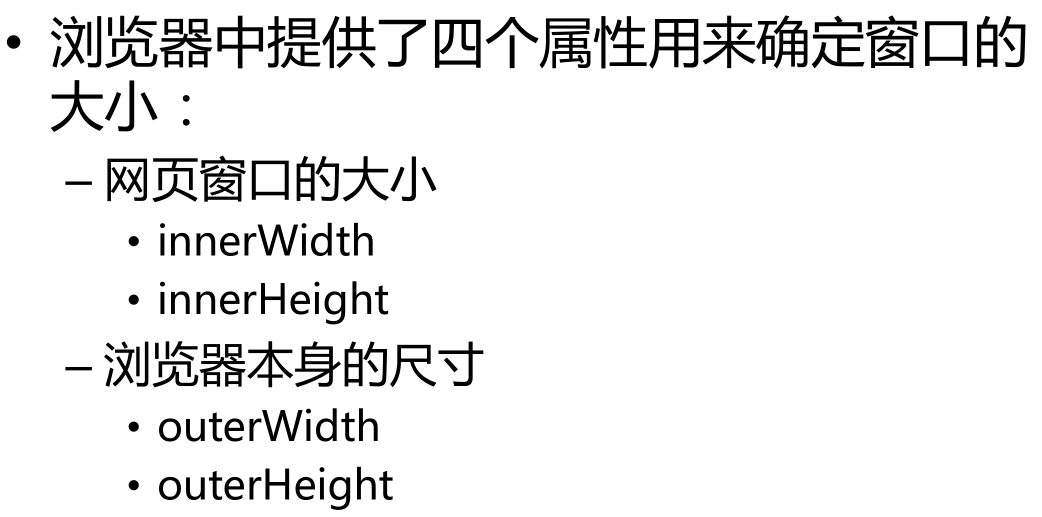 • 浏览器中提供了四个属性用来确定窗口的
大小：
– 网页窗口的大小
• innerWidth
• innerHeight
– 浏览器本身的尺寸
• outerWidth
• outerHeight